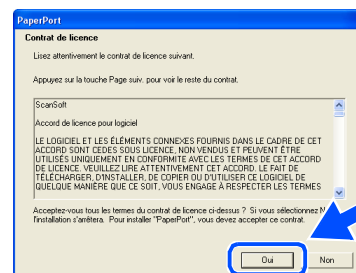 PaperPort
Contrat de licence
Lisez attentivement le contrat de licence suivant.
Appuyez sur la touche Page suiv. pour voir le reste du contrat.
ScanSoft
Accord de licence pour logiciel
LE LOGICIEL ET LES ÉLÉMENTS CONNEXES FOURNIS DANS LE CADRE DE CET
ACCORD SONT CEDES SOUS LICENCE, NON VENDUS ET PEUVENT ÊTRE
UTILISÉS UNIQUEMENT EN CONFORMITE AVEC LES TERMES DE CET ACCORD
DE LICENCE. VEUILLEZ LIRE ATTENTIVEMENT CET ACCORD. LE FAIT DE
TÉLÉCHARGER, D'INSTALLER, DE COPIER OU D'UTILISER CE LOGICIEL DE
QUELQUE MANIÈRE QUE CE SOIT, VOUS ENGAGE À RESPECTER LES TERMES
Acceptez-vous tous les termes du contrat de licence ci-dessus ? Si vous sélectionnez
l'installation s'arrêtera. Pour installer "PaperPort", vous devez accepter ce contrat.
Oui
Non